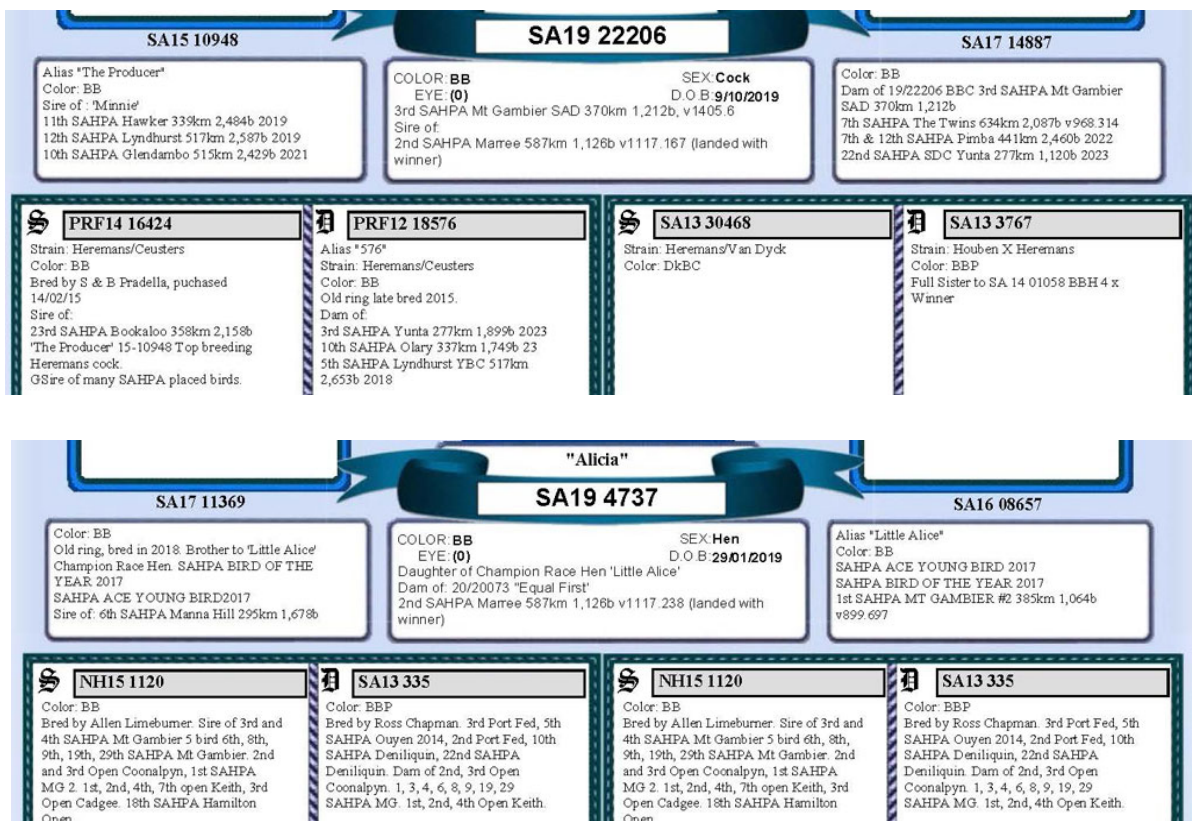 SA15 10948
SA19 22206
SA17 14887
Alias "The Producer"
Color: BB
Sire of : 'Minnie'
11th SAHPA Hawker 339km 2,484b 2019
12th SAHPA Lyndhurst 517km 2,587b 2019
10th SAHPA Glendambo 515km 2,429b 2021
COLOR: BB SEX: Cock
EYE: (0) D.O.B: 9/10/2019
3rd SAHPA Mt Gambier SAD 370km 1,212b, v1405.6
Sire of:
2nd SAHPA Marree 587km 1,126b v1117.167 (landed with
winner)
Color: BB
Dam of 19/22206 BBC 3rd SAHPA Mt Gambier
SAD 370km 1,212b
7th SAHPA The Twins 634km 2,087b v968.314
7th & 12th SAHPA Pimba 441km 2,460b 2022
22nd SAHPA SDC Yunta 277km 1,120b 2023
S PRF14 16424
Strain: Heremans/Ceusters
Color: BB
Bred by S & B Pradella, puchased
14/02/15
Sire of:
23rd SAHPA Bookaloo 358km 2,158b
'The Producer' 15-10948 Top breeding
Heremans cock.
GSire of many SAHPA placed birds.
D PRF12 18576
Alias "576"
Strain: Heremans/Ceusters
Color: BB
Old ring late bred 2015.
Dam of:
3rd SAHPA Yunta 277km 1,899b 2023
10th SAHPA Olary 337km 1,749b 23
5th SAHPA Lyndhurst YBC 517km
2,653b 2018
S SA13 30468
Strain: Heremans/Van Dyck
Color: DkBC
D SA13 3767
Strain: Houben X Heremans
Color: BBP
Full Sister to SA 14 01058 BBH 4 x
Winner
"Alicia"
SA17 11369
SA19 4737
SA16 08657
Color: BB
Old ring, bred in 2018. Brother to 'Little Alice'
Champion Race Hen. SAHPA BIRD OF THE
YEAR 2017
SAHPA ACE YOUNG BIRD2017
Sire of: 6th SAHPA Manna Hill 295km 1,678b
COLOR: BB SEX: Hen
EYE: (0) D.O.B: 29/01/2019
Daughter of Champion Race Hen 'Little Alice'
Dam of: 20/20073 "Equal First"
2nd SAHPA Marree 587km 1,126b v1117.238 (landed with
winner)
Alias "Little Alice"
Color: BB
SAHPA ACE YOUNG BIRD 2017
SAHPA BIRD OF THE YEAR 2017
1st SAHPA MT GAMBIER #2 385km 1,064b
v899.697
S NH15 1120
Color: BB
Bred by Allen Limeburner. Sire of 3rd and
4th SAHPA Mt Gambier 5 bird 6th, 8th,
9th, 19th, 29th SAHPA Mt Gambier. 2nd
and 3rd Open Coonalpyn, 1st SAHPA
MG 2. 1st, 2nd, 4th, 7th open Keith, 3rd
Open Cadgee. 18th SAHPA Hamilton
Open
D SA13 335
Color: BBP
Bred by Ross Chapman. 3rd Port Fed, 5th
SAHPA Ouyen 2014, 2nd Port Fed, 10th
SAHPA Deniliquin, 22nd SAHPA
Deniliquin. Dam of 2nd, 3rd Open
Coonalpyn. 1, 3, 4, 6, 8, 9, 19, 29
SAHPA MG. 1st, 2nd, 4th Open Keith.
S NH15 1120
Color: BB
Bred by Allen Limeburner. Sire of 3rd and
4th SAHPA Mt Gambier 5 bird 6th, 8th,
9th, 19th, 29th SAHPA Mt Gambier. 2nd
and 3rd Open Coonalpyn, 1st SAHPA
MG 2. 1st, 2nd, 4th, 7th open Keith, 3rd
Open Cadgee. 18th SAHPA Hamilton
Open
D SA13 335
Color: BBP
Bred by Ross Chapman. 3rd Port Fed, 5th
SAHPA Ouyen 2014, 2nd Port Fed, 10th
SAHPA Deniliquin, 22nd SAHPA
Deniliquin. Dam of 2nd, 3rd Open
Coonalpyn. 1, 3, 4, 6, 8, 9, 19, 29
SAHPA MG. 1st, 2nd, 4th Open Keith.